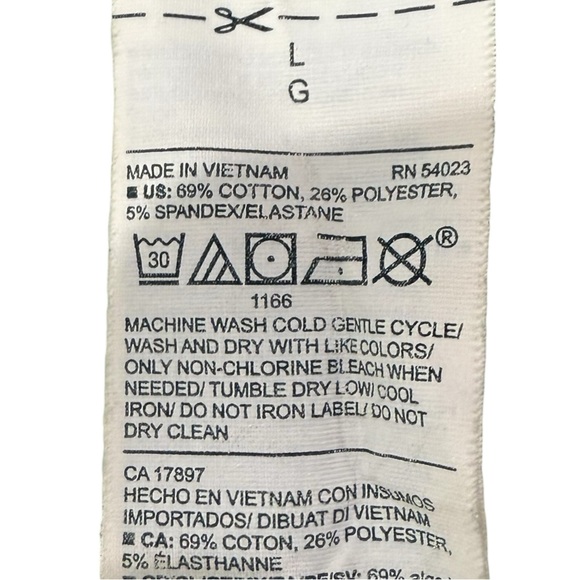 L
G
MADE IN VIETNAM RN 54023
US: 69% COTTON, 26% POLYESTER,
5% SPANDEX/ELASTANE
30 ®
1166
MACHINE WASH COLD GENTLE CYCLE/
WASH AND DRY WITH LIKE COLORS/
ONLY NON-CHLORINE BLEACH WHEN
NEEDED/ TUMBLE DRY LOW/ COOL
IRON/ DO NOT IRON LABEL/ DO NOT
DRY CLEAN
CA 17897
HECHO EN VIETNAM CON INSUMOS
IMPORTADOS/ DIBUAT DI VIETNAM
CA: 69% COTON, 26% POLYESTER,
5% ÉLASTHANNE
69%